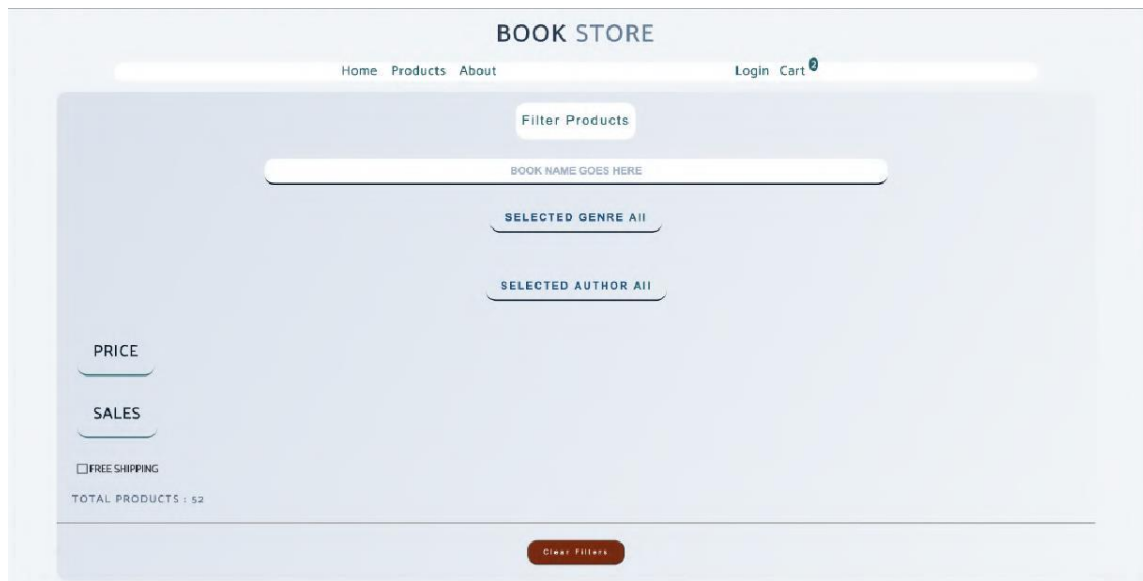 BOOK STORE
Home Products About Login Cart 2
Filter Products
BOOK NAME GOES HERE
SELECTED GENRE All
SELECTED AUTHOR All
PRICE
SALES
FREE SHIPPING
TOTAL PRODUCTS : 52
Clear Filters